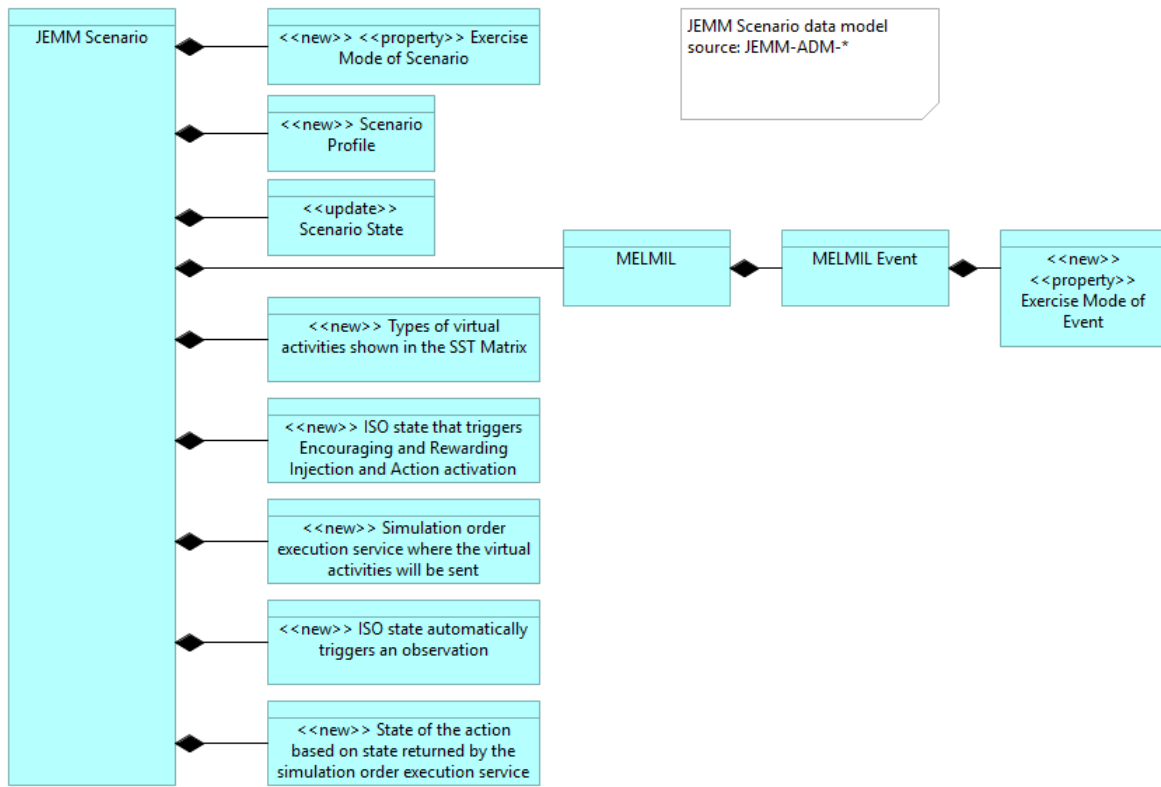 JEMM Scenario
<<new>> <<property>> Exercise
Mode of Scenario
JEMM Scenario data model
source: JEMM-ADM-*
<<new>> Scenario
Profile
<<update>>
Scenario State
MELMIL
MELMIL Event
<<new>>
<<property>>
Exercise Mode of
Event
<<new>> Types of virtual
activities shown in the SST Matrix
<<new>> ISO state that triggers
Encouraging and Rewarding
Injection and Action activation
<<new>> Simulation order
execution service where the virtual
activities will be sent
<<new>> ISO state automatically
triggers an observation
<<new>> State of the action
based on state returned by the
simulation order execution service